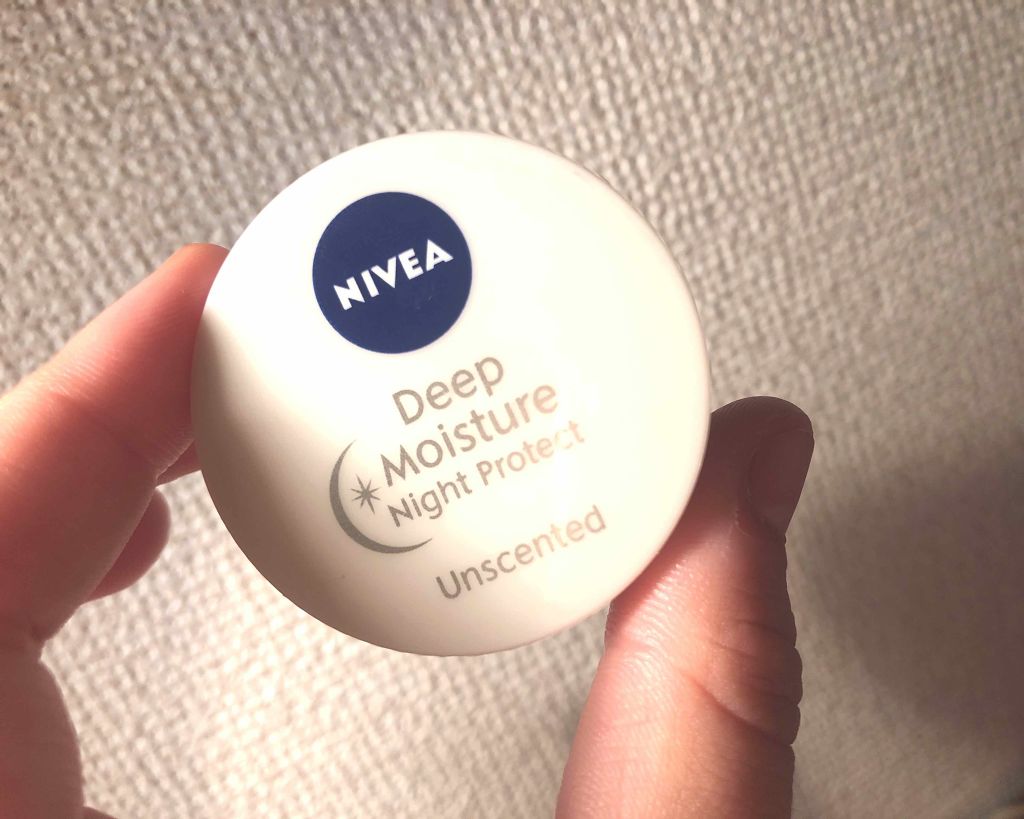 NIVEA
Deep
Moisture
Night Protect
Unscented